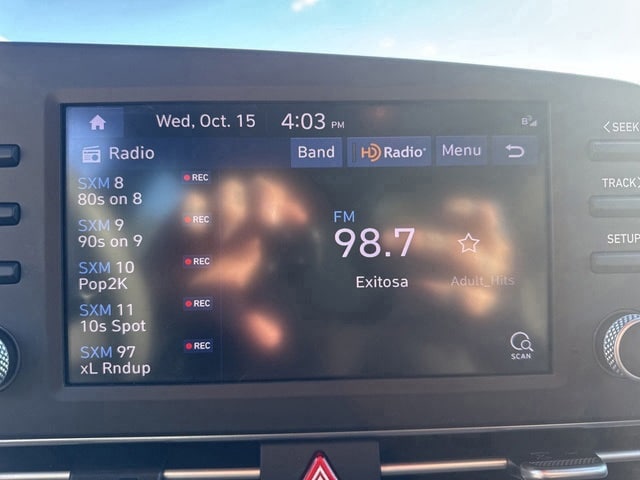 Wed, Oct. 15 4:03 PM
Radio Band HD Radio Menu
SXM 8 REC
80s on 8
SXM 9 REC
90s on 9
SXM 10 REC
Pop2K
SXM 11 REC
10s Spot
SXM 97 REC
xL Rndup
FM
98.7
Exitosa
Adult_Hits
SCAN
SEEK
TRACK
SETUP